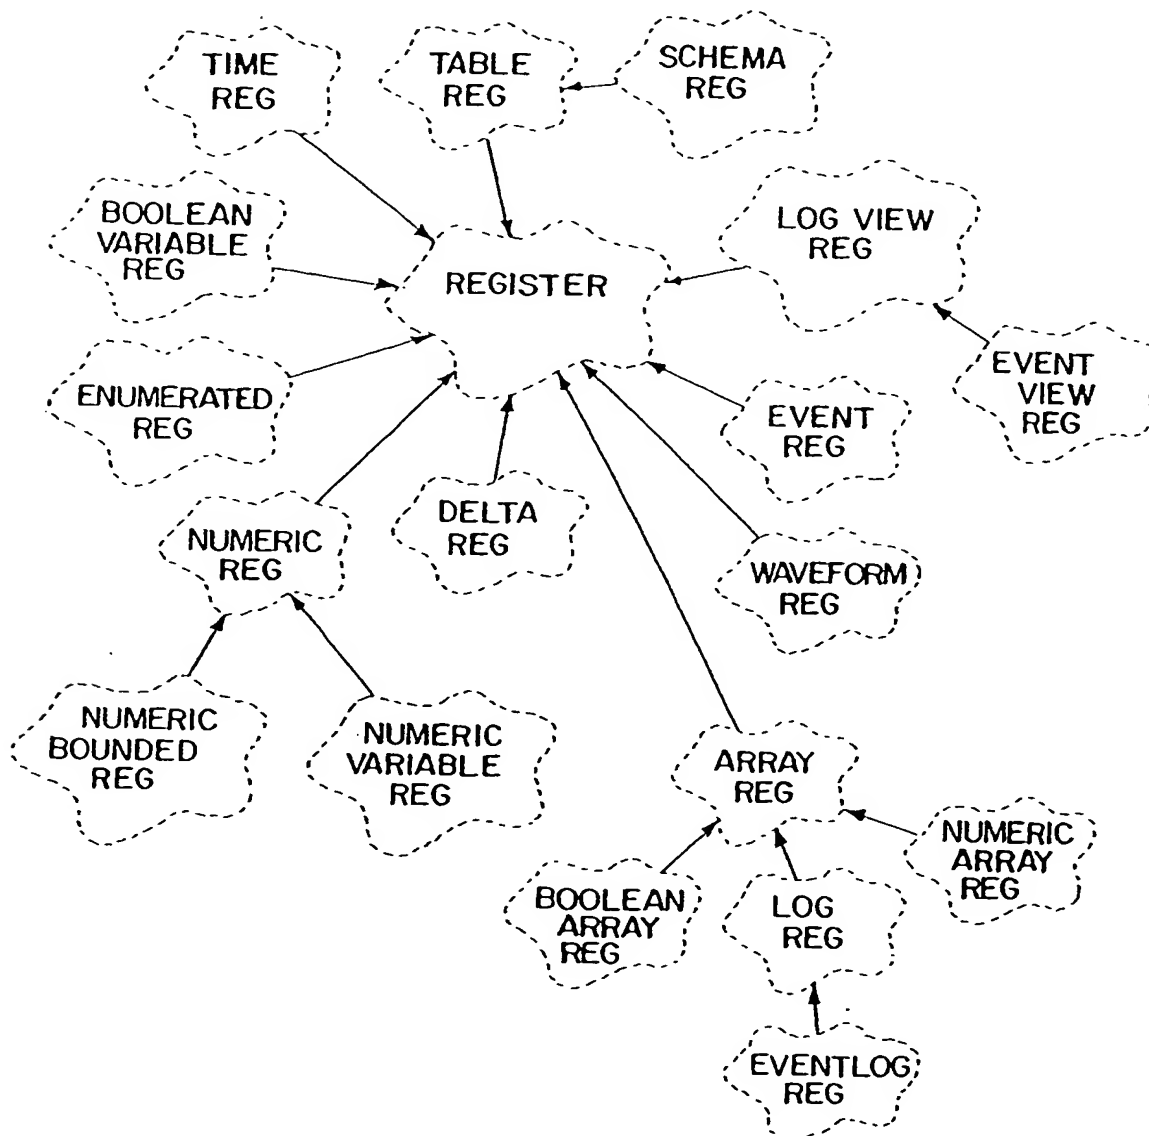 TIME
REG
TABLE
REG
SCHEMA
REG
BOOLEAN
VARIABLE
REG
REGISTER
LOG VIEW
REG
ENUMERATED
REG
EVENT
VIEW
REG
EVENT
REG
NUMERIC
REG
DELTA
REG
WAVEFORM
REG
NUMERIC
BOUNDED
REG
NUMERIC
VARIABLE
REG
ARRAY
REG
NUMERIC
ARRAY
REG
BOOLEAN
ARRAY
REG
LOG
REG
EVENTLOG
REG